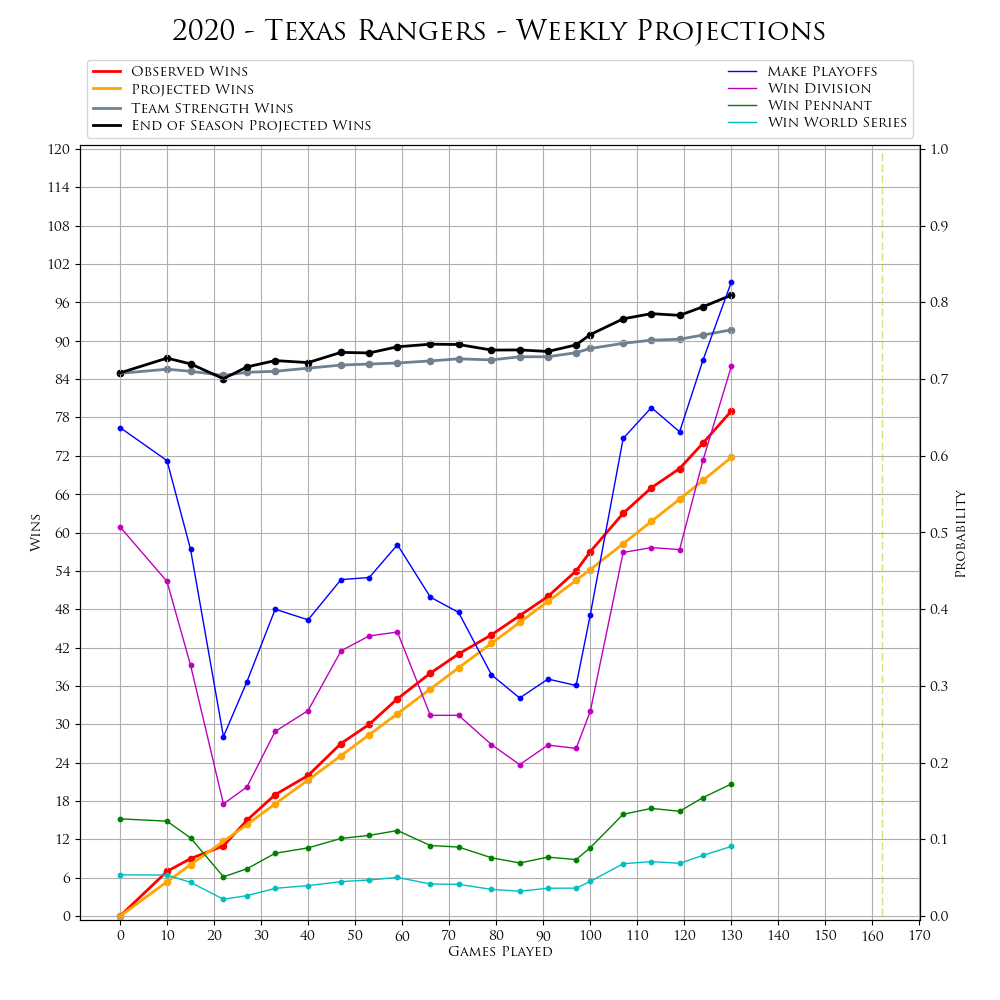 2020 - Texas Rangers - Weekly Projections
Observed Wins
Projected Wins
Team Strength Wins
End of Season Projected Wins
Make Playoffs
Win Division
Win Pennant
Win World Series
120
114
108
102
96
90
84
78
72
66
60
54
48
42
36
30
24
18
12
6
0
Wins
1.0
0.9
0.8
0.7
0.6
0.5
0.4
0.3
0.2
0.1
0.0
Probability
0 10 20 30 40 50 60 70 80 90 100 110 120 130 140 150 160 170
Games Played